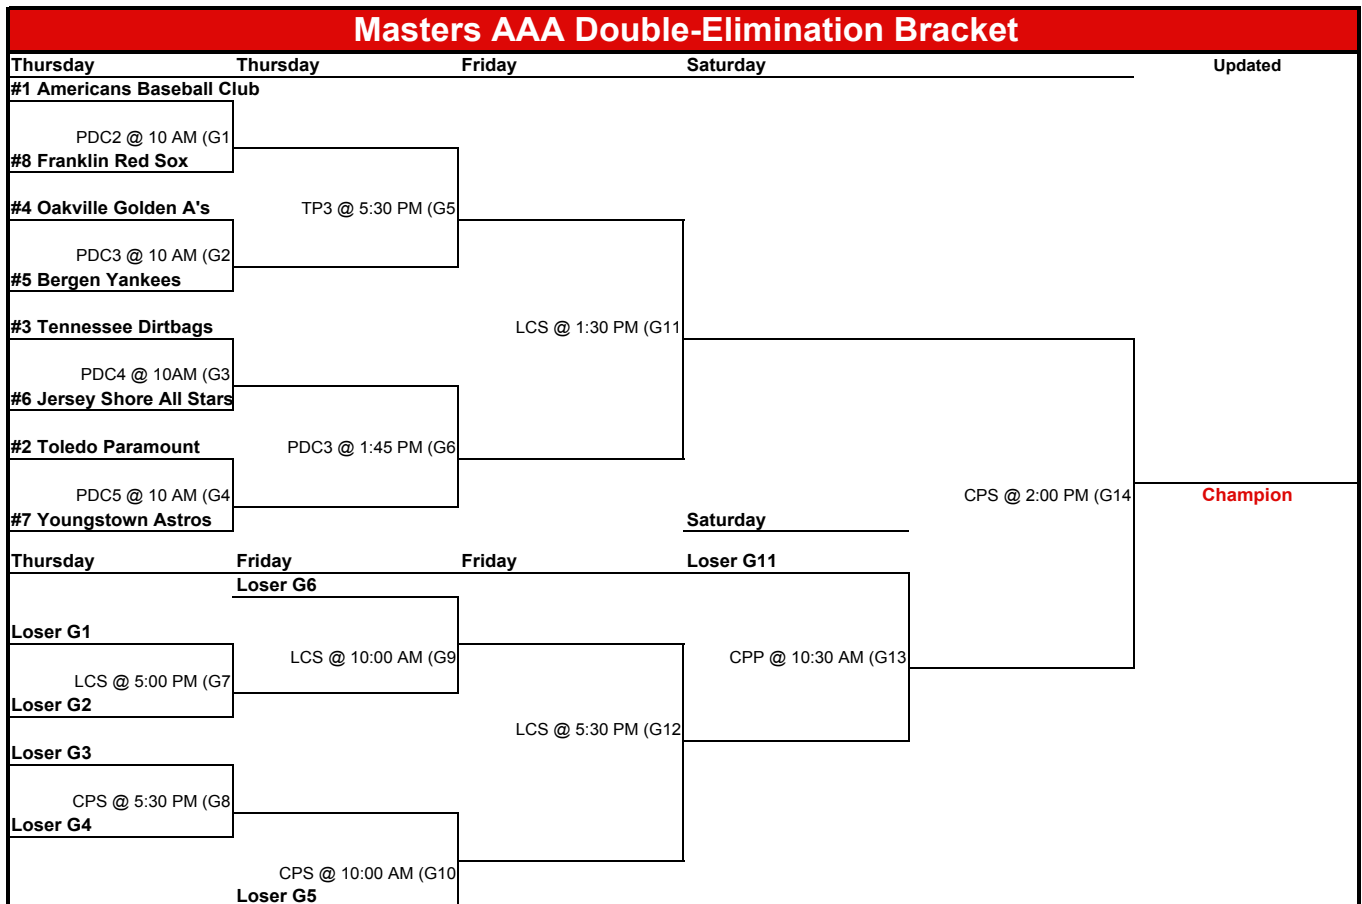 Masters AAA Double-Elimination Bracket
Thursday Thursday Friday Saturday Updated
#1 Americans Baseball Club
PDC2 @ 10 AM (G1
#8 Franklin Red Sox
#4 Oakville Golden A's TP3 @ 5:30 PM (G5
PDC3 @ 10 AM (G2
#5 Bergen Yankees
#3 Tennessee Dirtbags LCS @ 1:30 PM (G11
PDC4 @ 10AM (G3
#6 Jersey Shore All Stars
#2 Toledo Paramount PDC3 @ 1:45 PM (G6
PDC5 @ 10 AM (G4 CPS @ 2:00 PM (G14 Champion
#7 Youngstown Astros Saturday
Thursday Friday Friday Loser G11
Loser G6
Loser G1
LCS @ 10:00 AM (G9 CPP @ 10:30 AM (G13
LCS @ 5:00 PM (G7
Loser G2
LCS @ 5:30 PM (G12
Loser G3
CPS @ 5:30 PM (G8
Loser G4
CPS @ 10:00 AM (G10
Loser G5